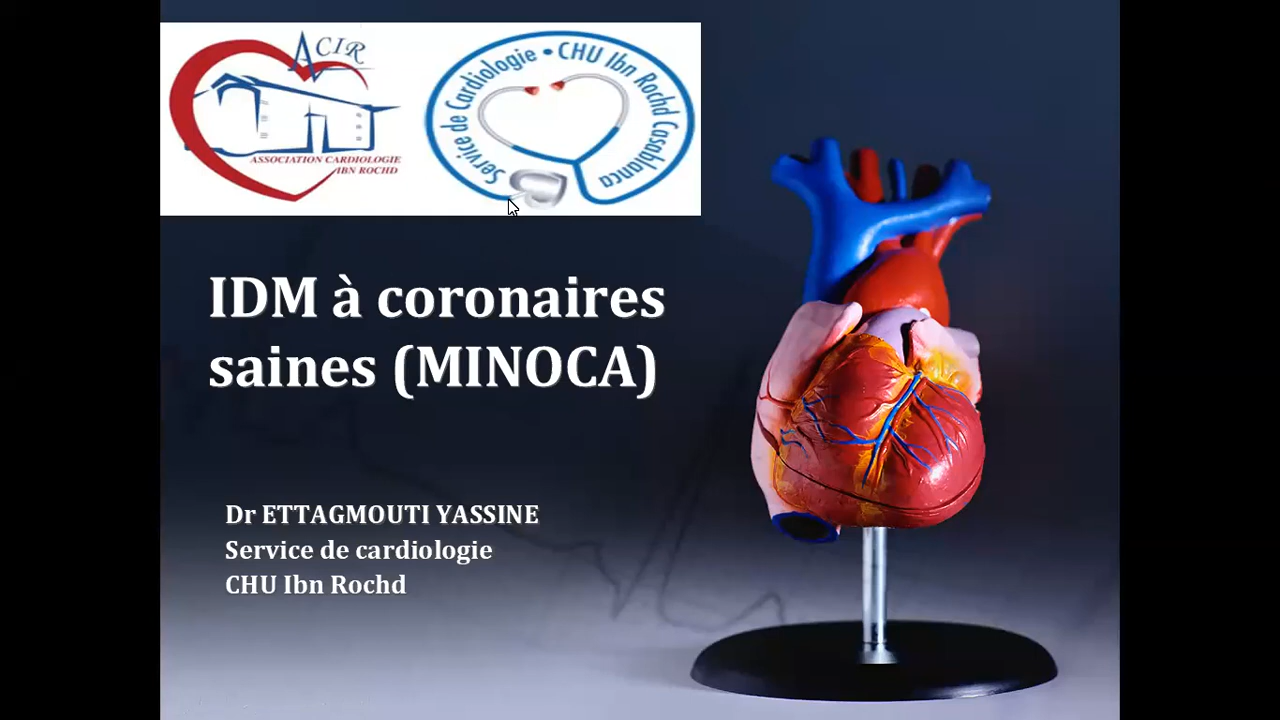 ACIR
ASSOCIATION CARDIOLOGIE
IBN ROCHD
Service de Cardiologie • CHU Ibn Rochd Casablanca
IDM à coronaires
saines (MINOCA)
Dr ETTAGMOUTI YASSINE
Service de cardiologie
CHU Ibn Rochd